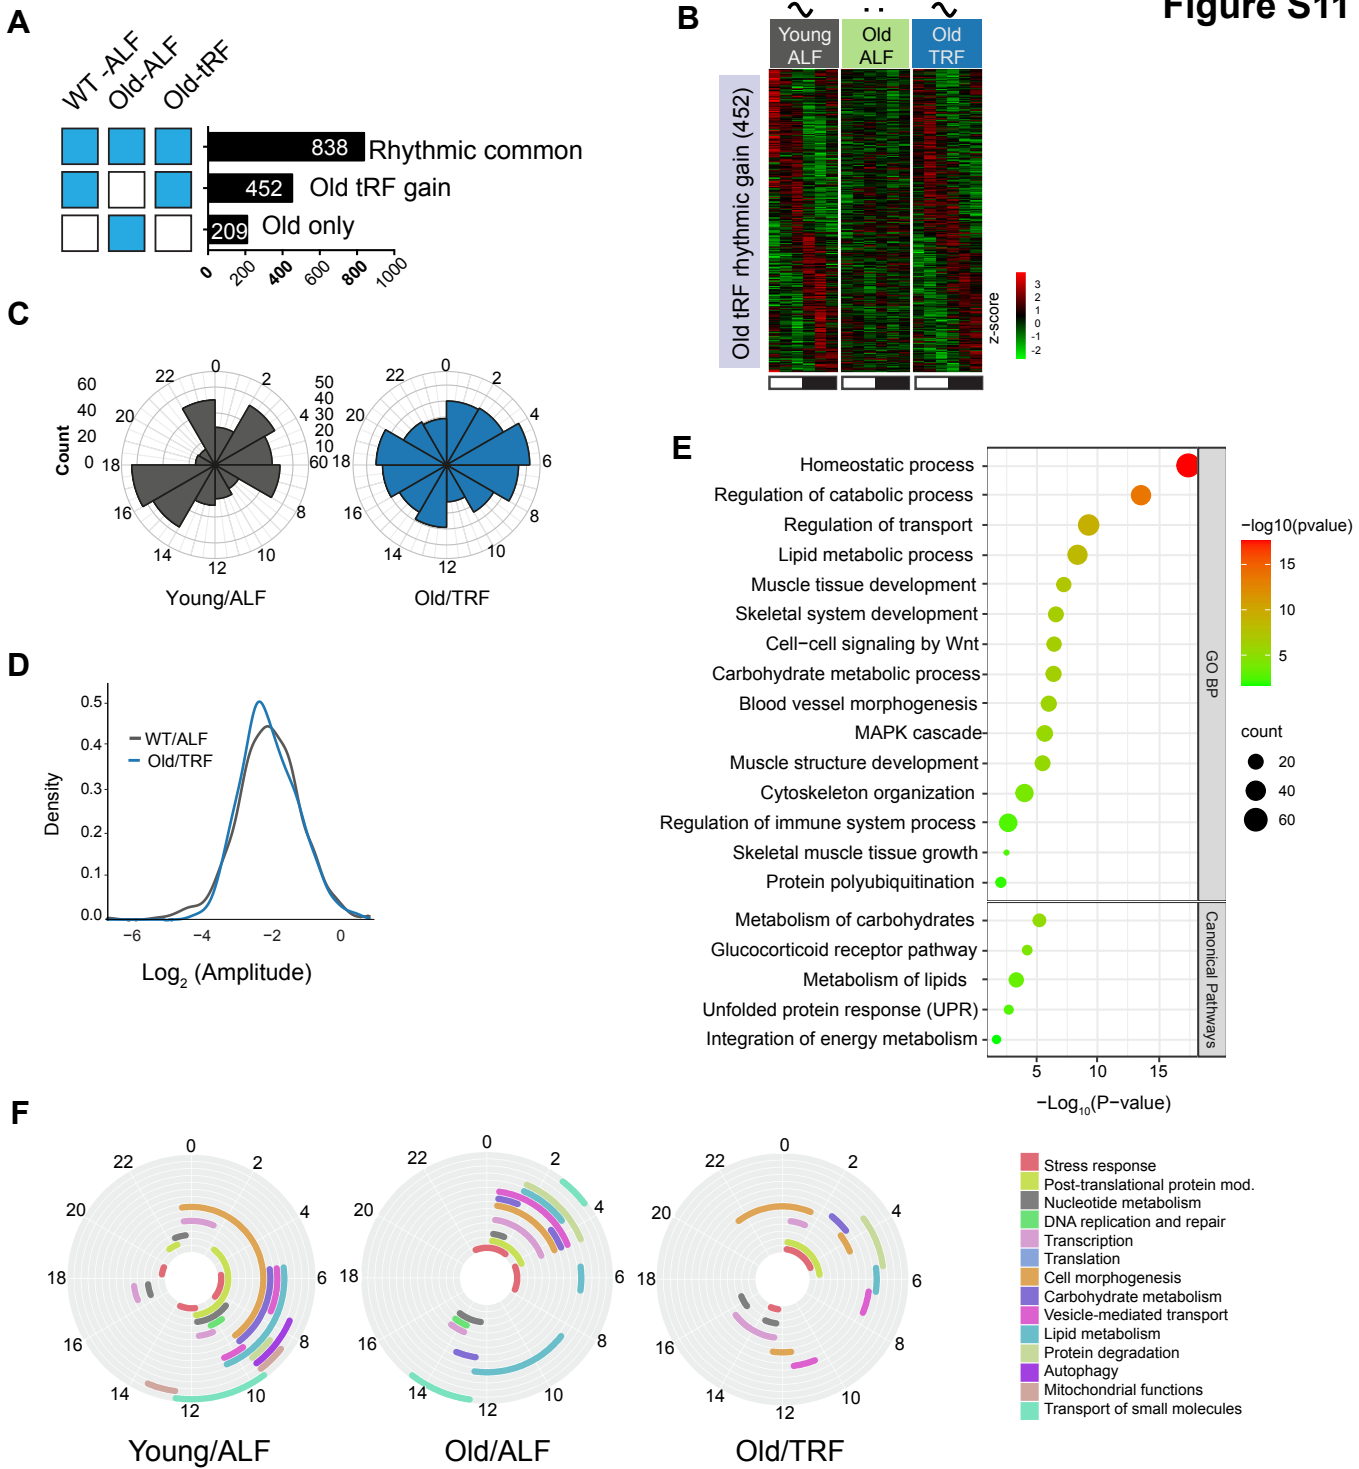 Figure S11
A
WT -ALF
Old-ALF
Old-tRF
838
Rhythmic common
452
Old tRF gain
209
Old only
0
200
400
600
800
1000
B
Young
ALF
Old
ALF
Old
TRF
Old tRF rhythmic gain (452)
z-score
3
2
1
0
-1
-2
C
Count
60
40
20
0
0
2
4
60
8
10
12
14
16
18
20
22
Young/ALF
50
40
30
20
10
0
0
2
4
6
8
10
12
14
16
18
20
22
Old/TRF
D
Density
0.5
0.4
0.3
0.2
0.1
0.0
WT/ALF
Old/TRF
−6
−4
−2
0
Log2 (Amplitude)
E
Homeostatic process
Regulation of catabolic process
Regulation of transport
Lipid metabolic process
Muscle tissue development
Skeletal system development
Cell−cell signaling by Wnt
Carbohydrate metabolic process
Blood vessel morphogenesis
MAPK cascade
Muscle structure development
Cytoskeleton organization
Regulation of immune system process
Skeletal muscle tissue growth
Protein polyubiquitination
GO BP
Metabolism of carbohydrates
Glucocorticoid receptor pathway
Metabolism of lipids
Unfolded protein response (UPR)
Integration of energy metabolism
Canonical Pathways
5
10
15
−Log10(P−value)
−log10(pvalue)
15
10
5
count
20
40
60
F
0
2
4
6
8
10
12
14
16
18
20
22
Young/ALF
0
2
4
6
8
10
12
14
16
18
20
22
Old/ALF
0
2
4
6
8
10
12
14
16
18
20
22
Old/TRF
Stress response
Post-translational protein mod.
Nucleotide metabolism
DNA replication and repair
Transcription
Translation
Cell morphogenesis
Carbohydrate metabolism
Vesicle-mediated transport
Lipid metabolism
Protein degradation
Autophagy
Mitochondrial functions
Transport of small molecules